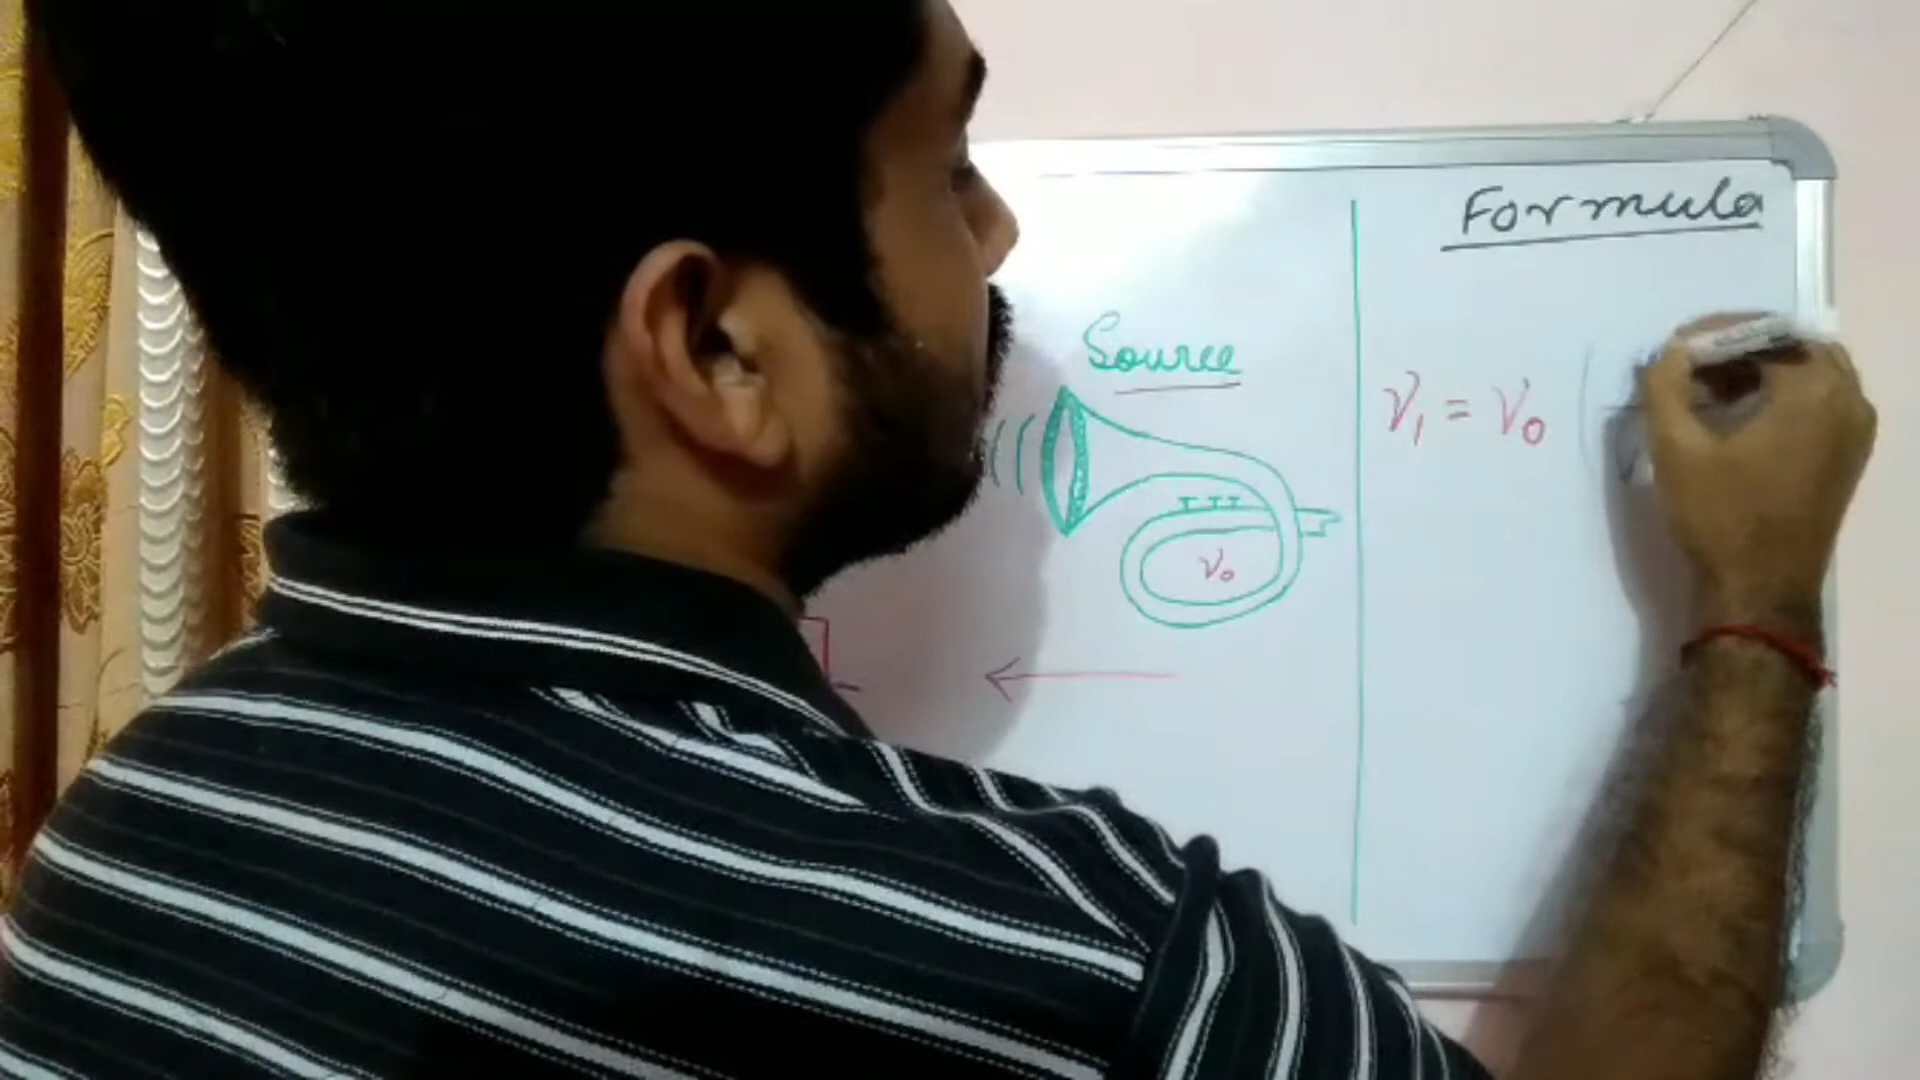 Formula
Source
ν₁ = ν₀ (
ν₀